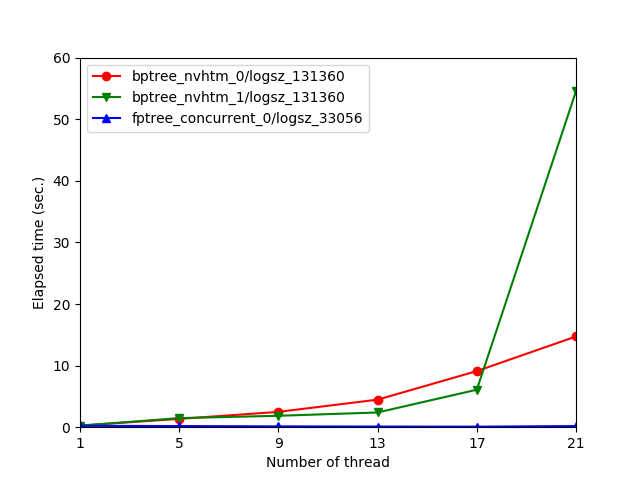 60
50
40
30
20
10
0
Elapsed time (sec.)
bptree_nvhtm_0/logsz_131360
bptree_nvhtm_1/logsz_131360
fptree_concurrent_0/logsz_33056
1 5 9 13 17 21
Number of thread